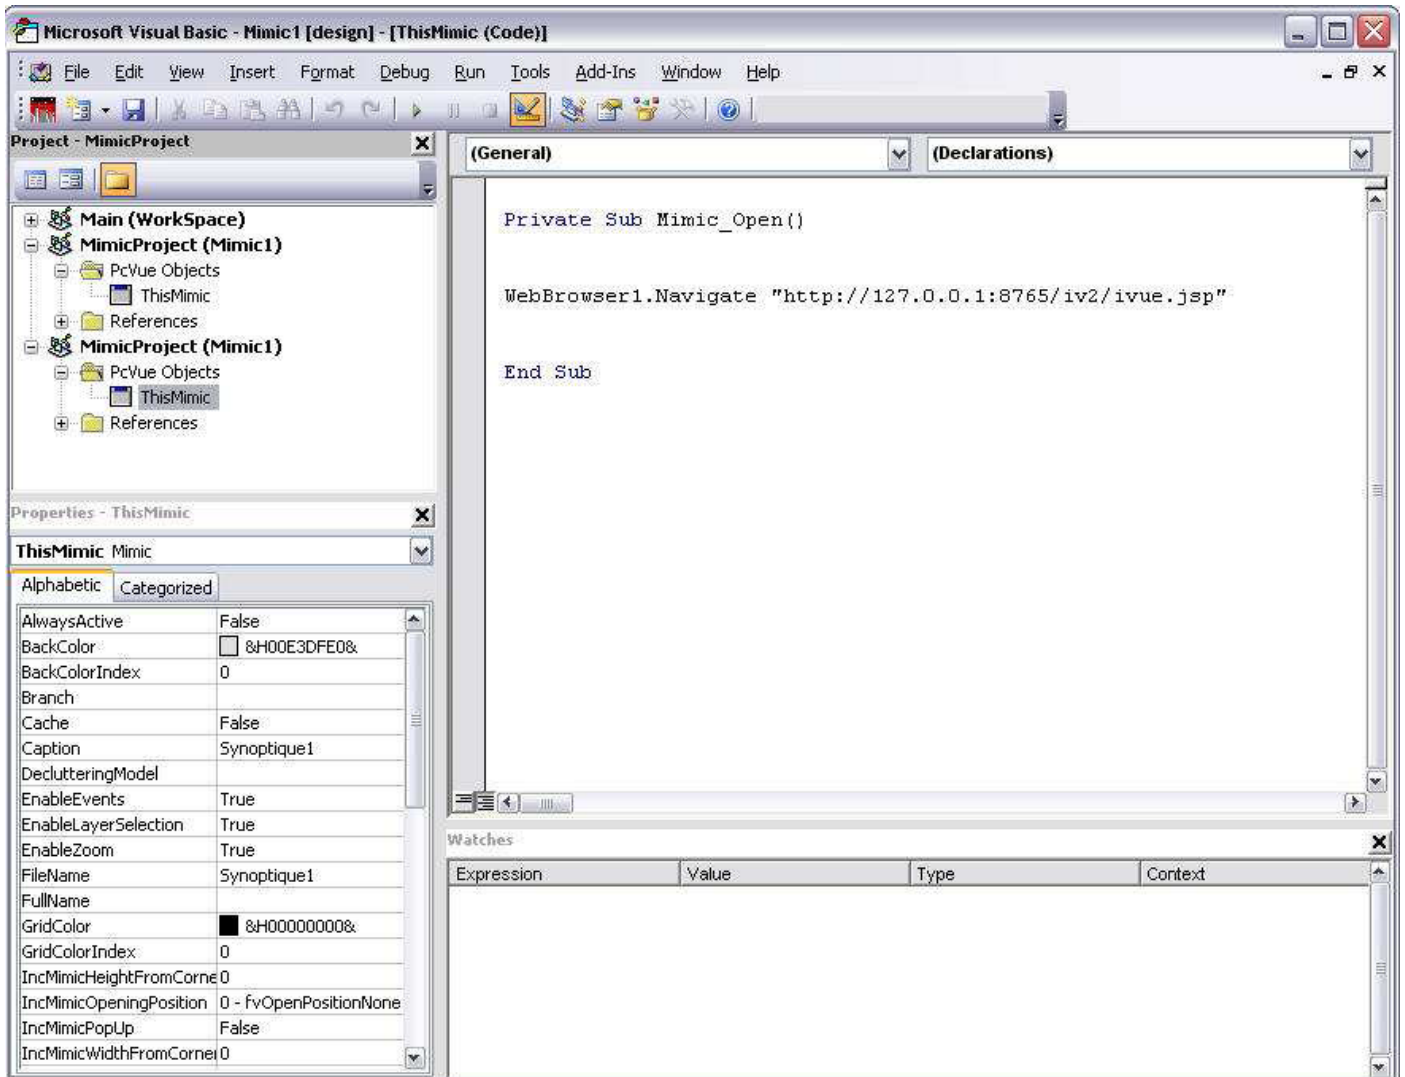 Microsoft Visual Basic - Mimic1 [design] - [ThisMimic (Code)]
File Edit View Insert Format Debug Run Tools Add-Ins Window Help
Project - MimicProject
Main (WorkSpace)
MimicProject (Mimic1)
PcVue Objects
ThisMimic
References
MimicProject (Mimic1)
PcVue Objects
ThisMimic
References
Properties - ThisMimic
ThisMimic Mimic
Alphabetic Categorized
AlwaysActive False
BackColor &H00E3DFE0&
BackColorIndex 0
Branch
Cache False
Caption Synoptique1
DeclutteringModel
EnableEvents True
EnableLayerSelection True
EnableZoom True
FileName Synoptique1
FullName
GridColor &H00000000&
GridColorIndex 0
IncMimicHeightFromCorne 0
IncMimicOpeningPosition 0 - fvOpenPositionNone
IncMimicPopUp False
IncMimicWidthFromCorner 0
(General) (Declarations)
Private Sub Mimic_Open()
WebBrowser1.Navigate "http://127.0.0.1:8765/iv2/ivue.jsp"
End Sub
Watches
Expression Value Type Context